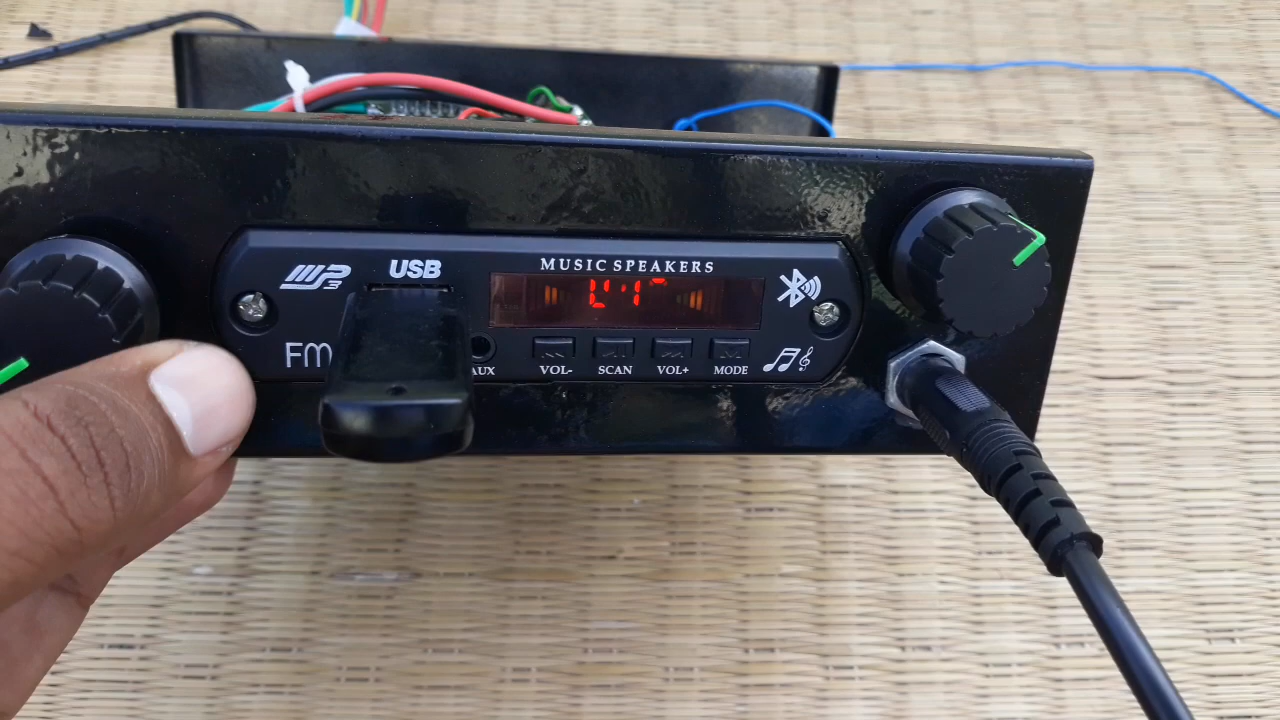 MP3
USB
MUSIC SPEAKERS
FM
AUX
VOL-
SCAN
VOL+
MODE